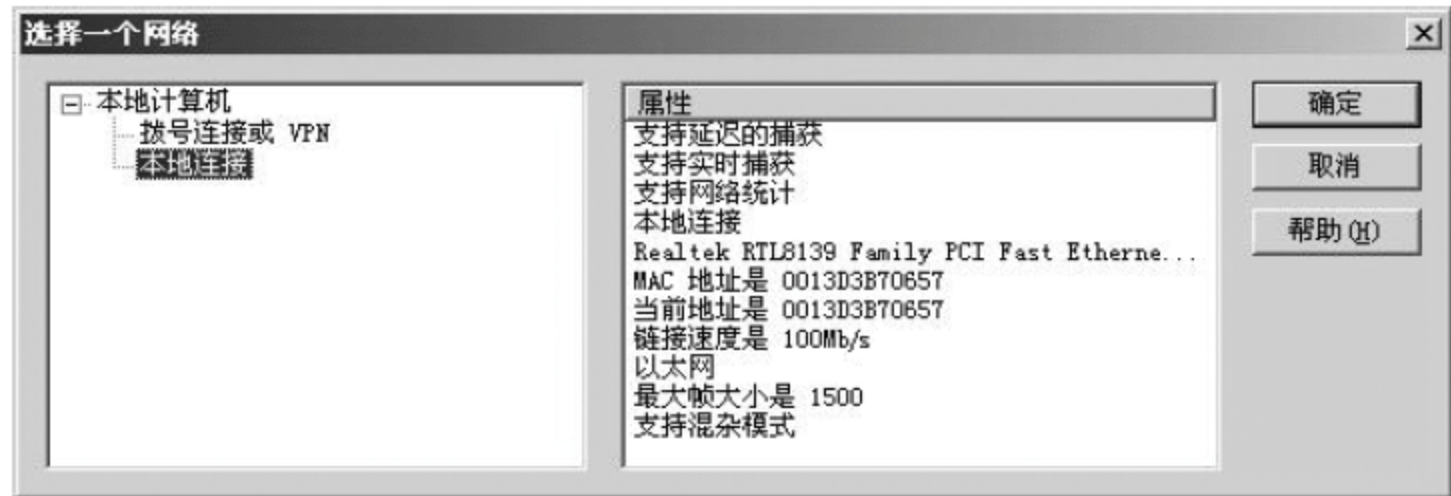 选择一个网络
本地计算机
拨号连接或 VPN
本地连接
属性
支持延迟的捕获
支持实时捕获
支持网络统计
本地连接
Realtek RTL8139 Family PCI Fast Etherne...
MAC 地址是 0013D3B70657
当前地址是 0013D3B70657
链接速度是 100Mb/s
以太网
最大帧大小是 1500
支持混杂模式
确定
取消
帮助(H)